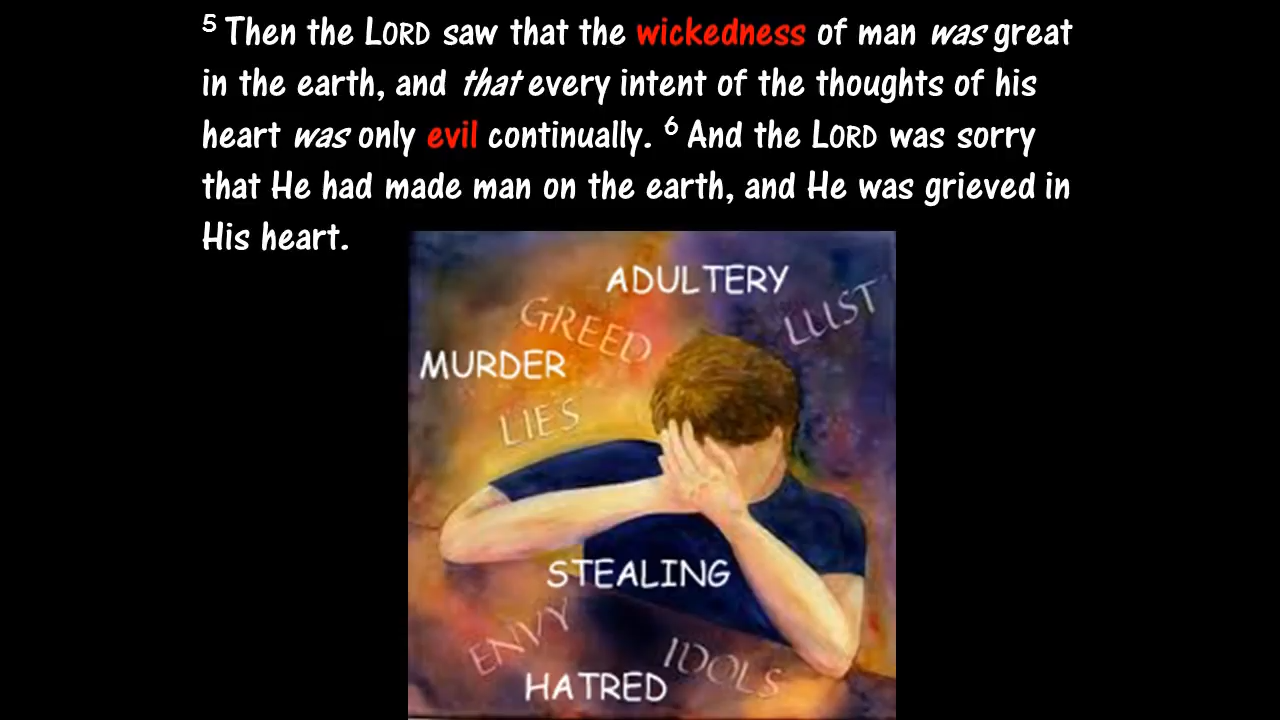 5 Then the LORD saw that the wickedness of man was great
in the earth, and that every intent of the thoughts of his
heart was only evil continually. 6 And the LORD was sorry
that He had made man on the earth, and He was grieved in
His heart.
ADULTERY
GREED
LUST
MURDER
LIES
STEALING
ENVY
IDOLS
HATRED